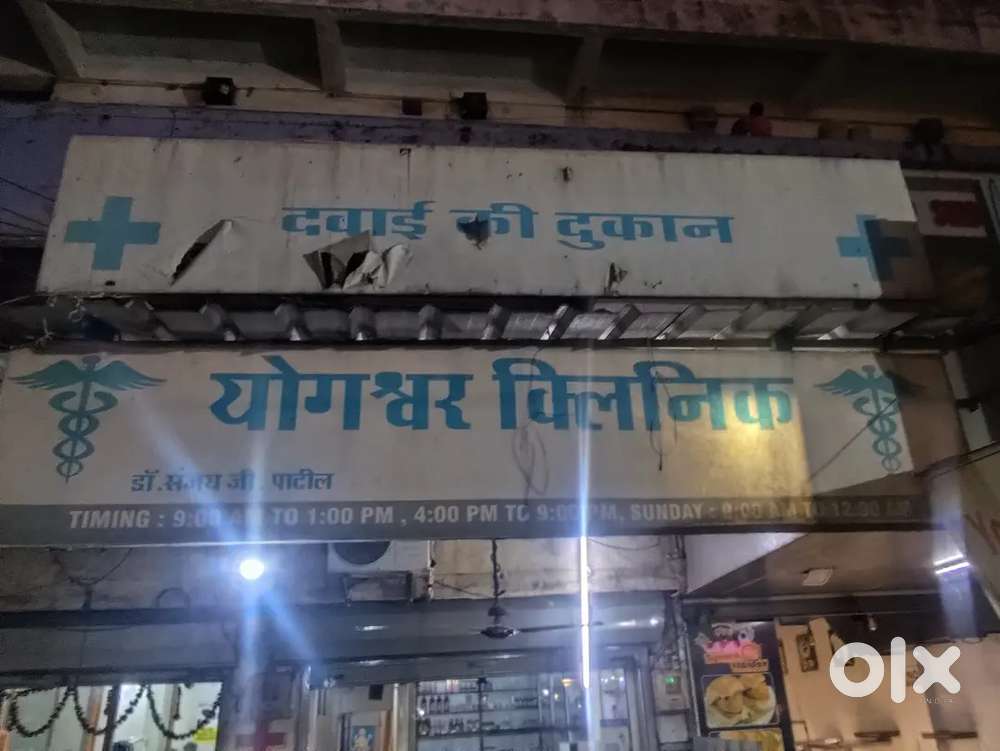 दवाई की दुकान
योगश्वर क्लिनिक
डॉ. संजय जी. पाटील
TIMING : 9:00 AM TO 1:00 PM , 4:00 PM TO 9:00 PM, SUNDAY : 9:00 AM TO 12:00 AM
olx
INDIA